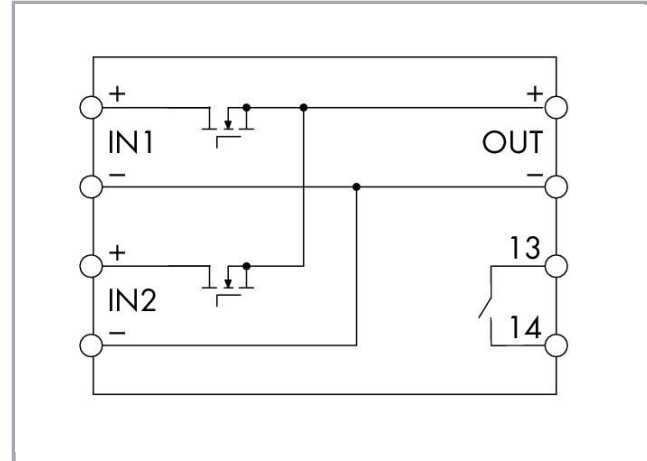 + +
IN1 OUT
− −
+ 13
IN2
− 14